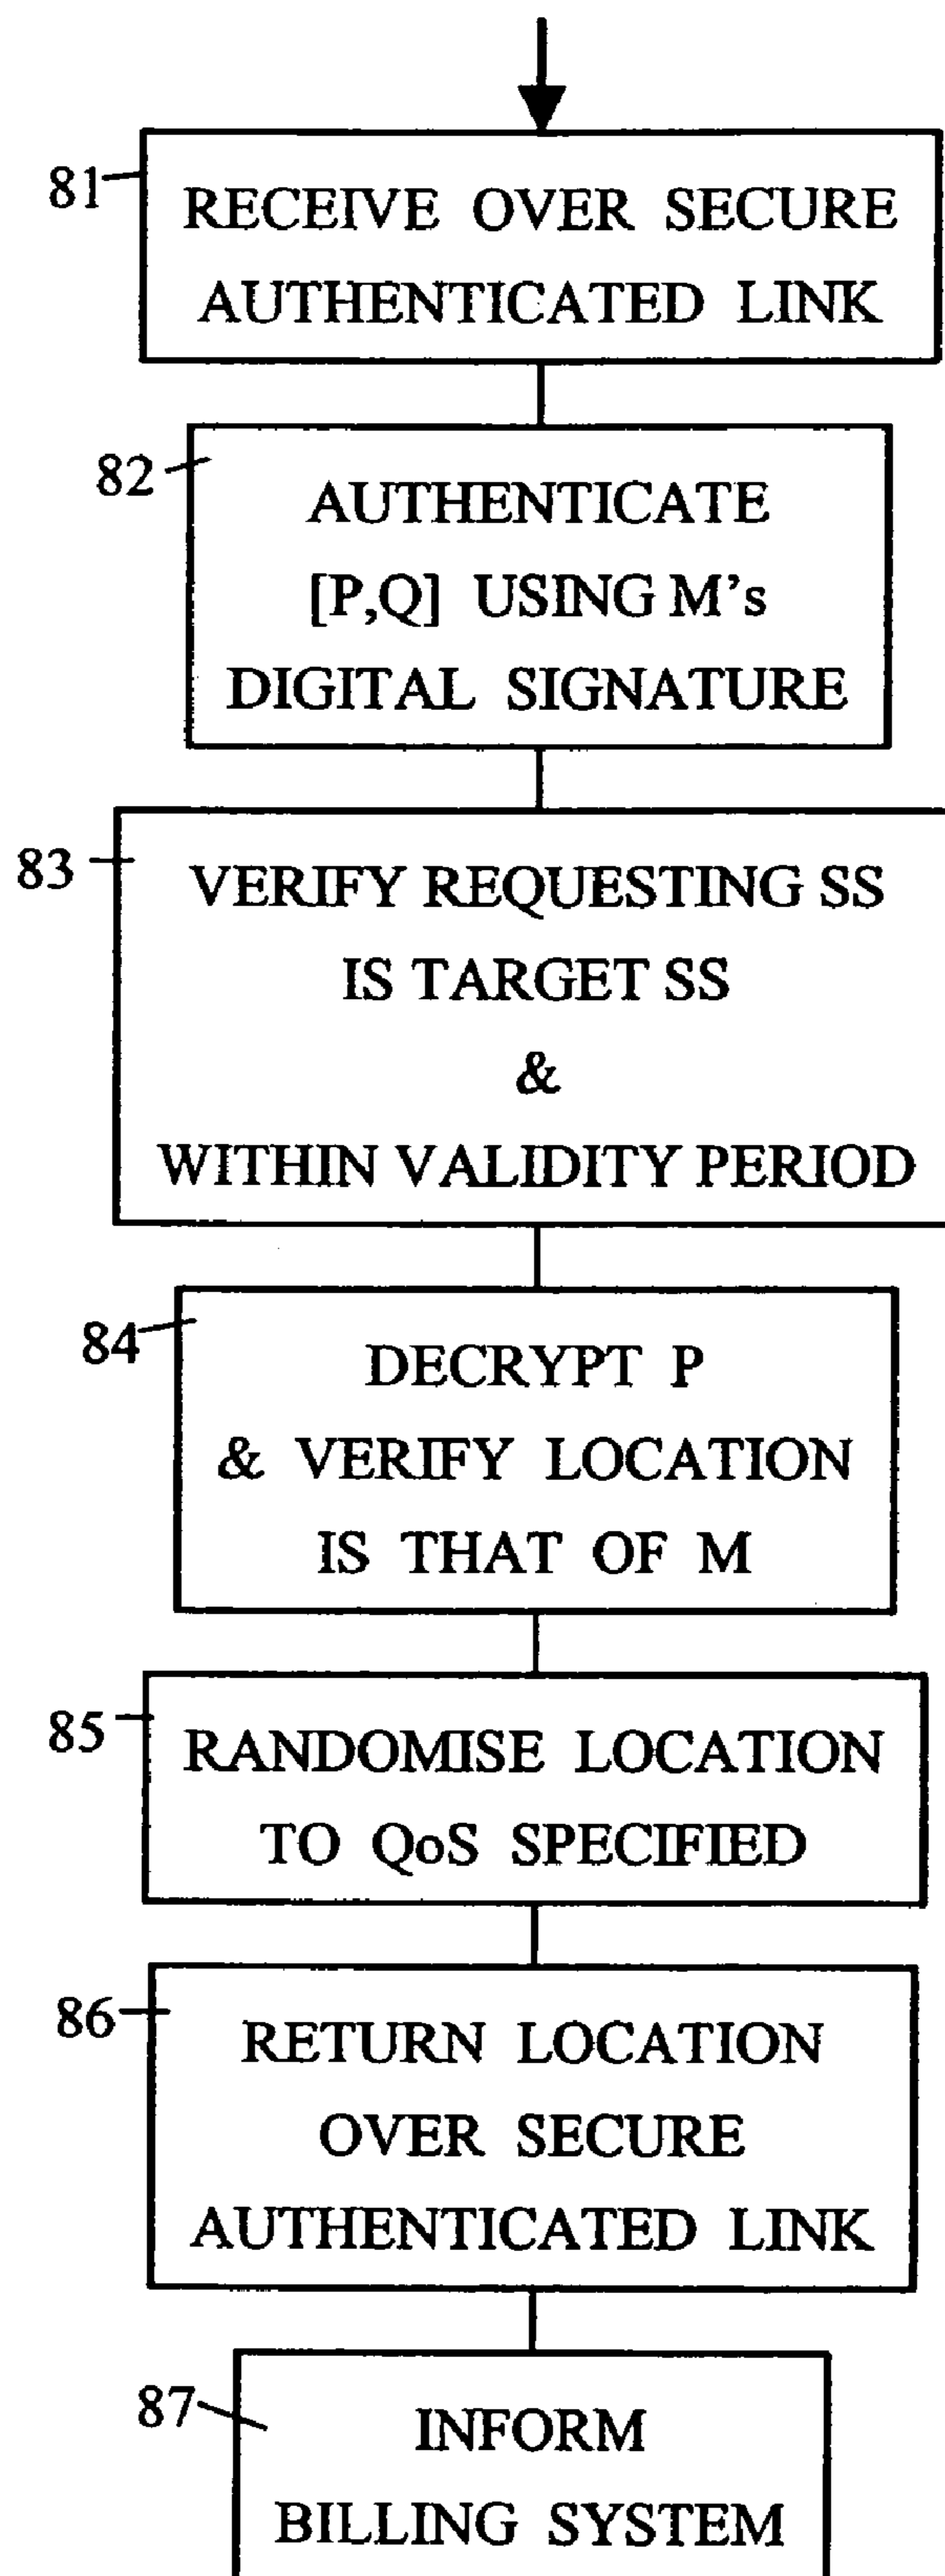 81
RECEIVE OVER SECURE
AUTHENTICATED LINK
82
AUTHENTICATE
[P,Q] USING M's
DIGITAL SIGNATURE
83
VERIFY REQUESTING SS
IS TARGET SS
&
WITHIN VALIDITY PERIOD
84
DECRYPT P
& VERIFY LOCATION
IS THAT OF M
85
RANDOMISE LOCATION
TO QoS SPECIFIED
86
RETURN LOCATION
OVER SECURE
AUTHENTICATED LINK
87
INFORM
BILLING SYSTEM